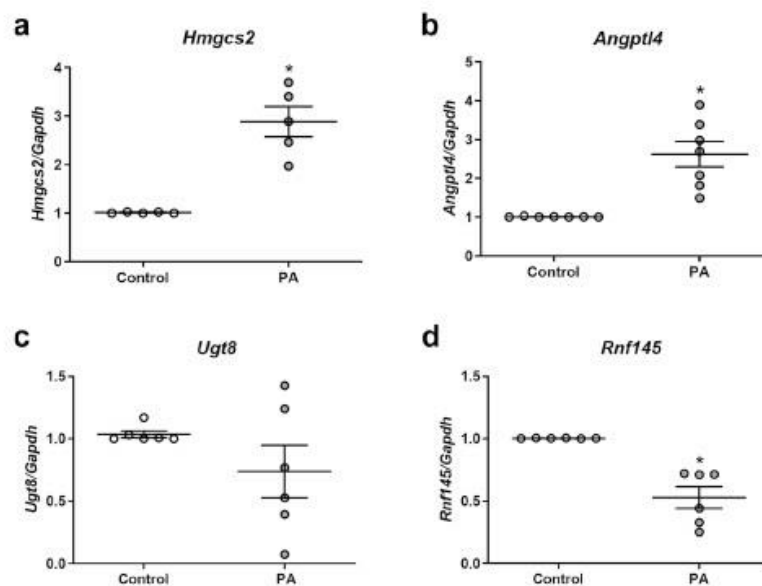 a
Hmgcs2
Hmgcs2/Gapdh
4
3
2
1
0
*
Control
PA
b
Angptl4
Angptl4/Gapdh
5
4
3
2
1
0
*
Control
PA
c
Ugt8
Ugt8/Gapdh
1.5
1.0
0.5
0.0
Control
PA
d
Rnf145
Rnf145/Gapdh
1.5
1.0
0.5
0.0
*
Control
PA